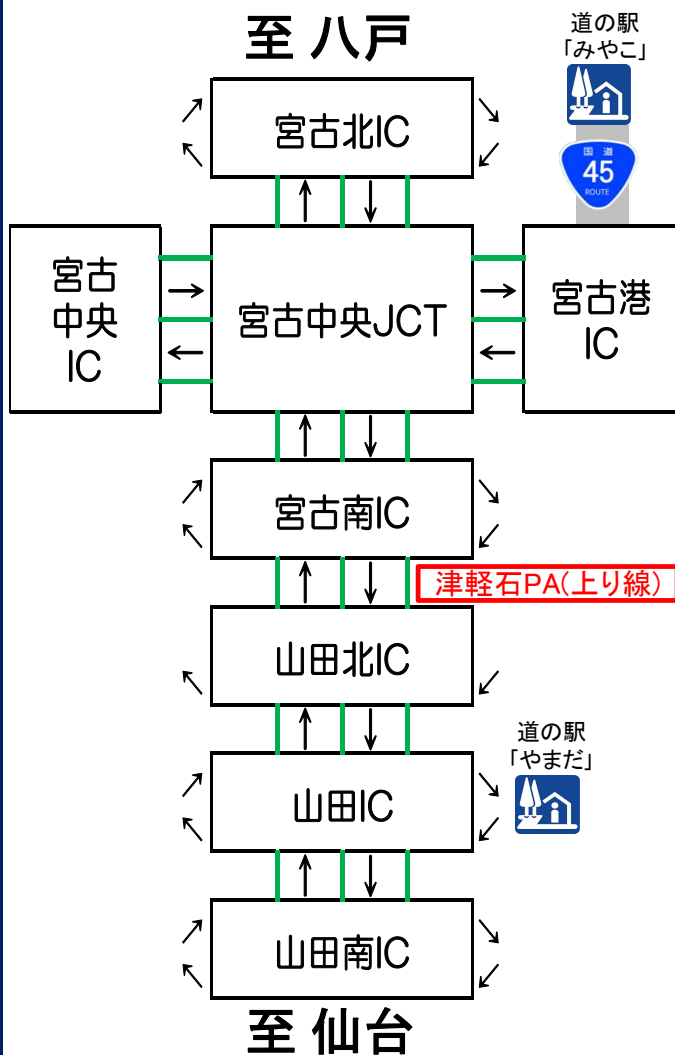 至 八戸
道の駅
「みやこ」
宮古北IC
国道
45
ROUTE
宮古
中央
IC
宮古中央JCT
宮古港
IC
宮古南IC
津軽石PA(上り線)
山田北IC
道の駅
「やまだ」
山田IC
山田南IC
至 仙台